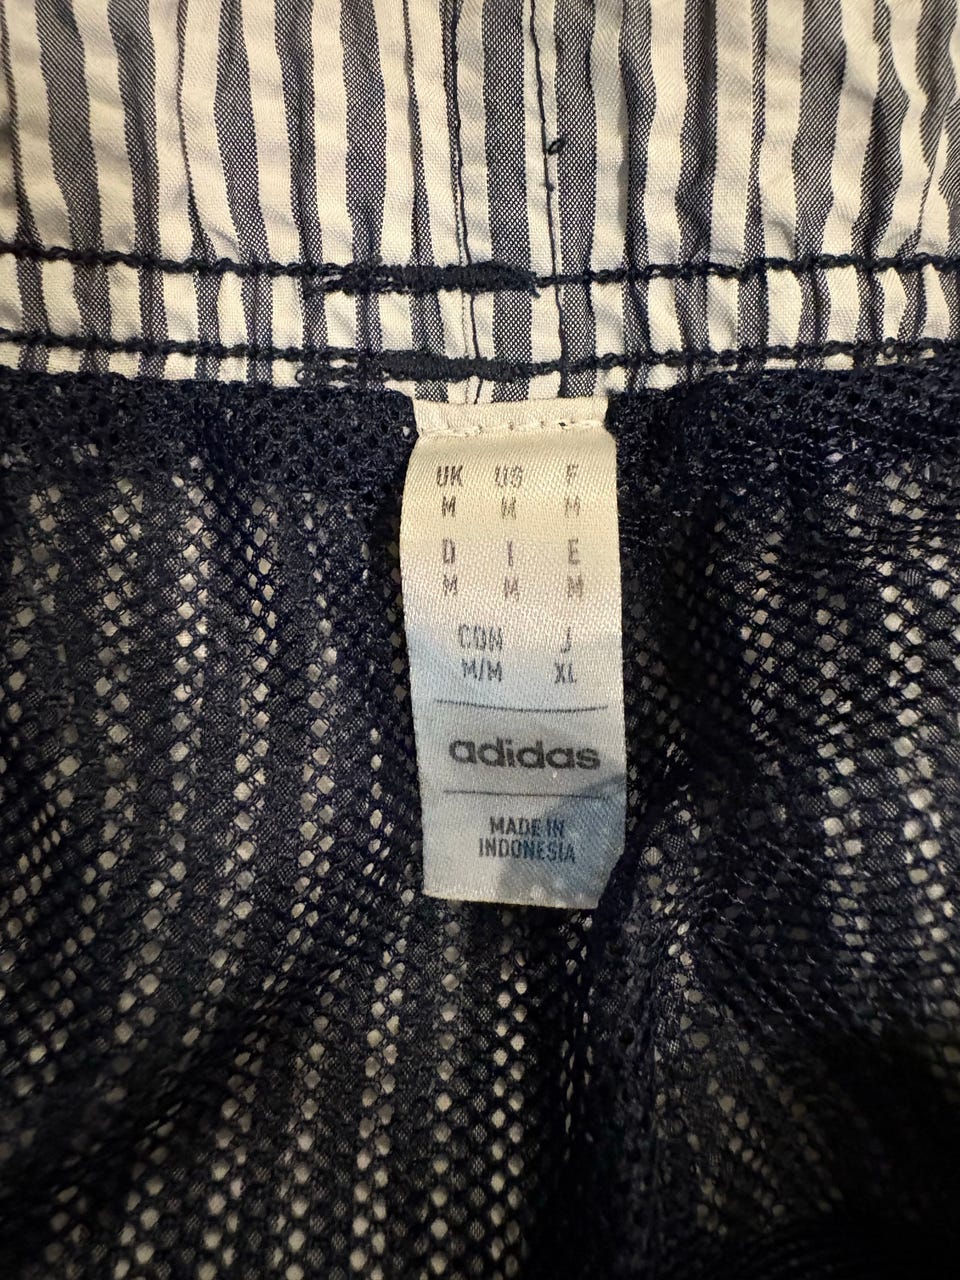 UK US F
M M M
D I E
M M M
CDN J
M/M XL
adidas
MADE IN
INDONESIA